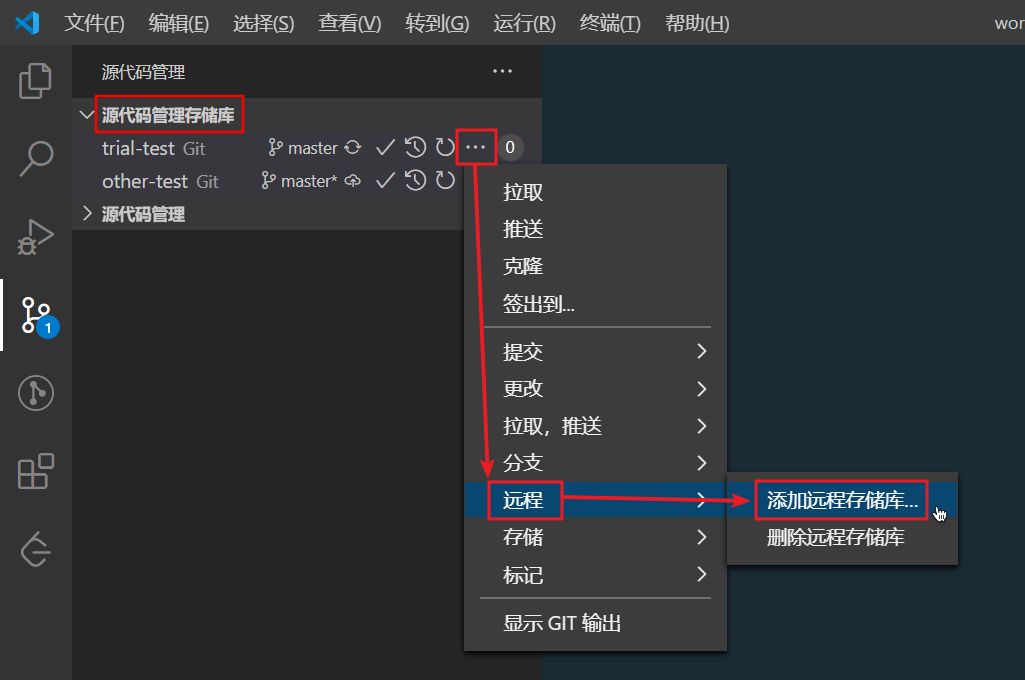 文件(F) 编辑(E) 选择(S) 查看(V) 转到(G) 运行(R) 终端(T) 帮助(H) wor
源代码管理
源代码管理存储库
trial-test Git master 0
other-test Git master*
源代码管理
1
拉取
推送
克隆
签出到...
提交
更改
拉取，推送
分支
远程
存储
标记
显示 GIT 输出
添加远程存储库...
删除远程存储库